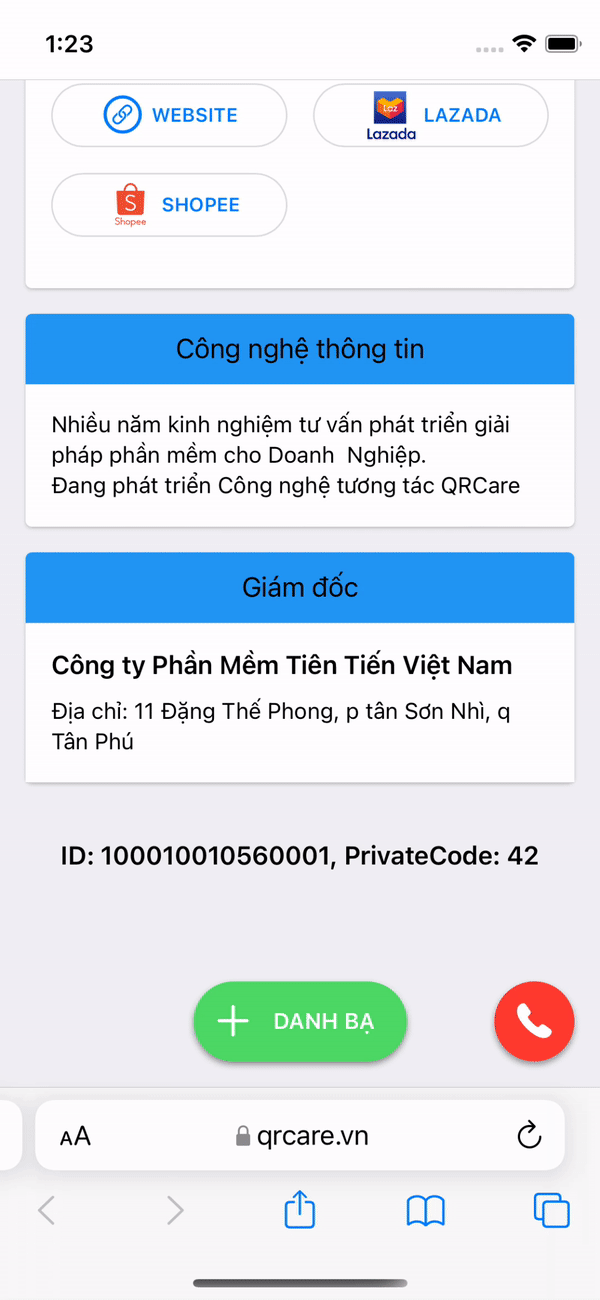 1:23
WEBSITE
Laz
Lazada
LAZADA
S
Shopee
SHOPEE
Công nghệ thông tin
Nhiều năm kinh nghiệm tư vấn phát triển giải
pháp phần mềm cho Doanh  Nghiệp.
Đang phát triển Công nghệ tương tác QRCare
Giám đốc
Công ty Phần Mềm Tiên Tiến Việt Nam
Địa chỉ: 11 Đặng Thế Phong, p tân Sơn Nhì, q
Tân Phú
ID: 100010010560001, PrivateCode: 42
DANH BẠ
AA
qrcare.vn